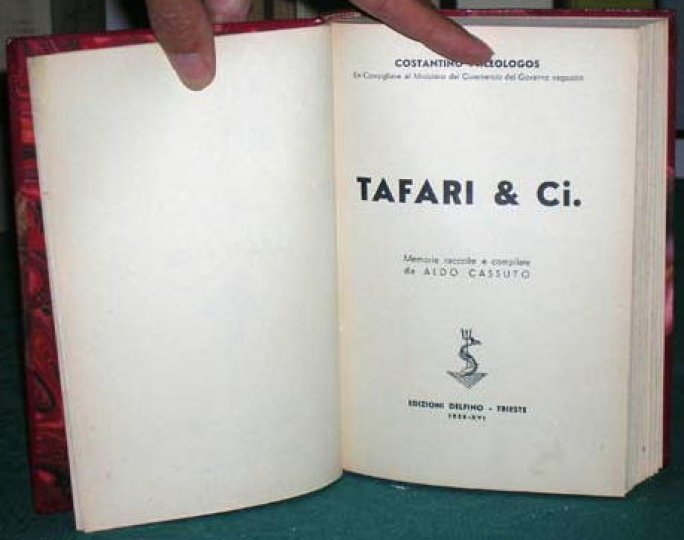 COSTANTINO
Ex Consigliere al Ministero del Commercio del Governo negussita
TAFARI & Ci.
Memorie raccolte e compilate
da ALDO CASSUTO
EDIZIONI DELFINO - TRIESTE
1938-XVI